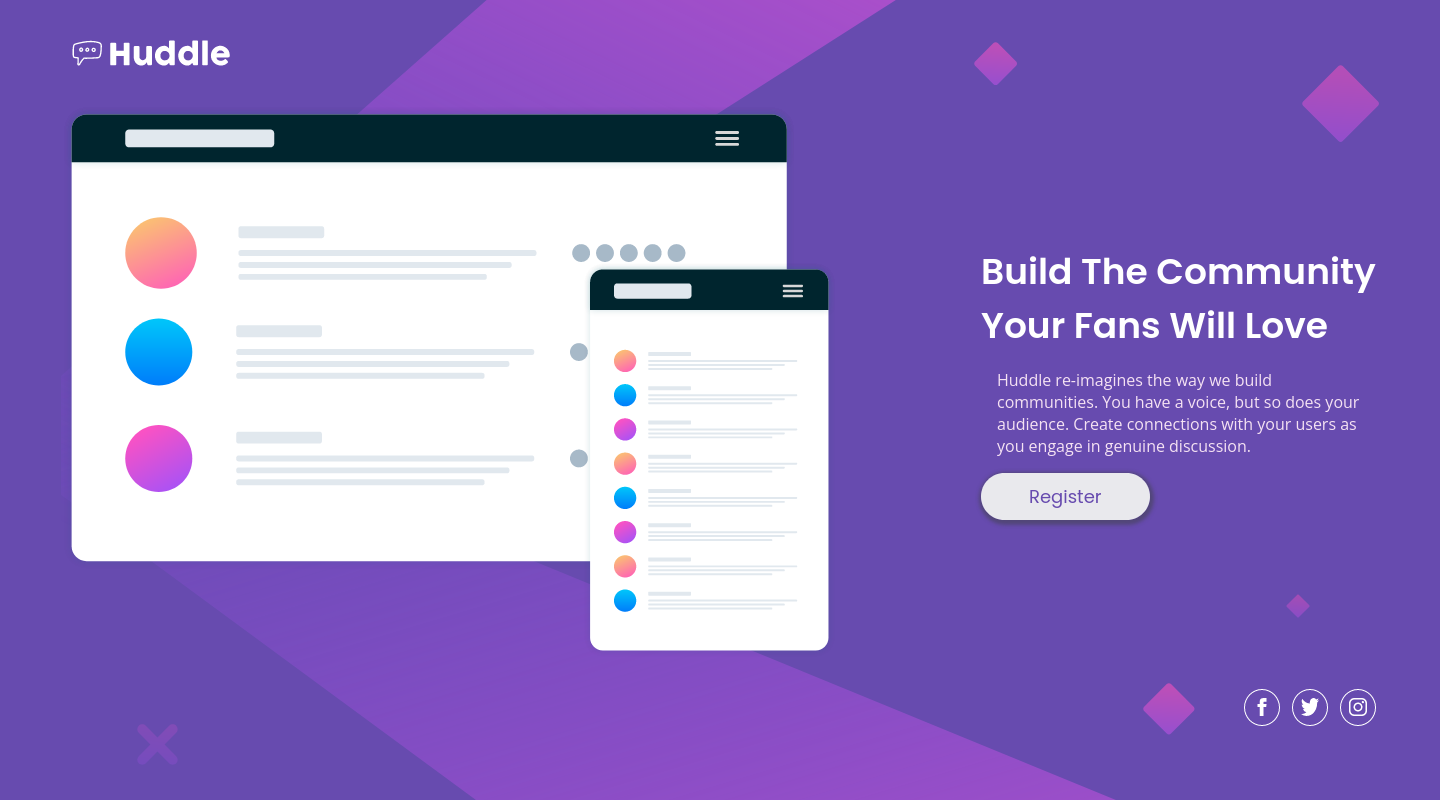 Huddle
Build The Community
Your Fans Will Love
Huddle re-imagines the way we build
communities. You have a voice, but so does your
audience. Create connections with your users as
you engage in genuine discussion.
Register